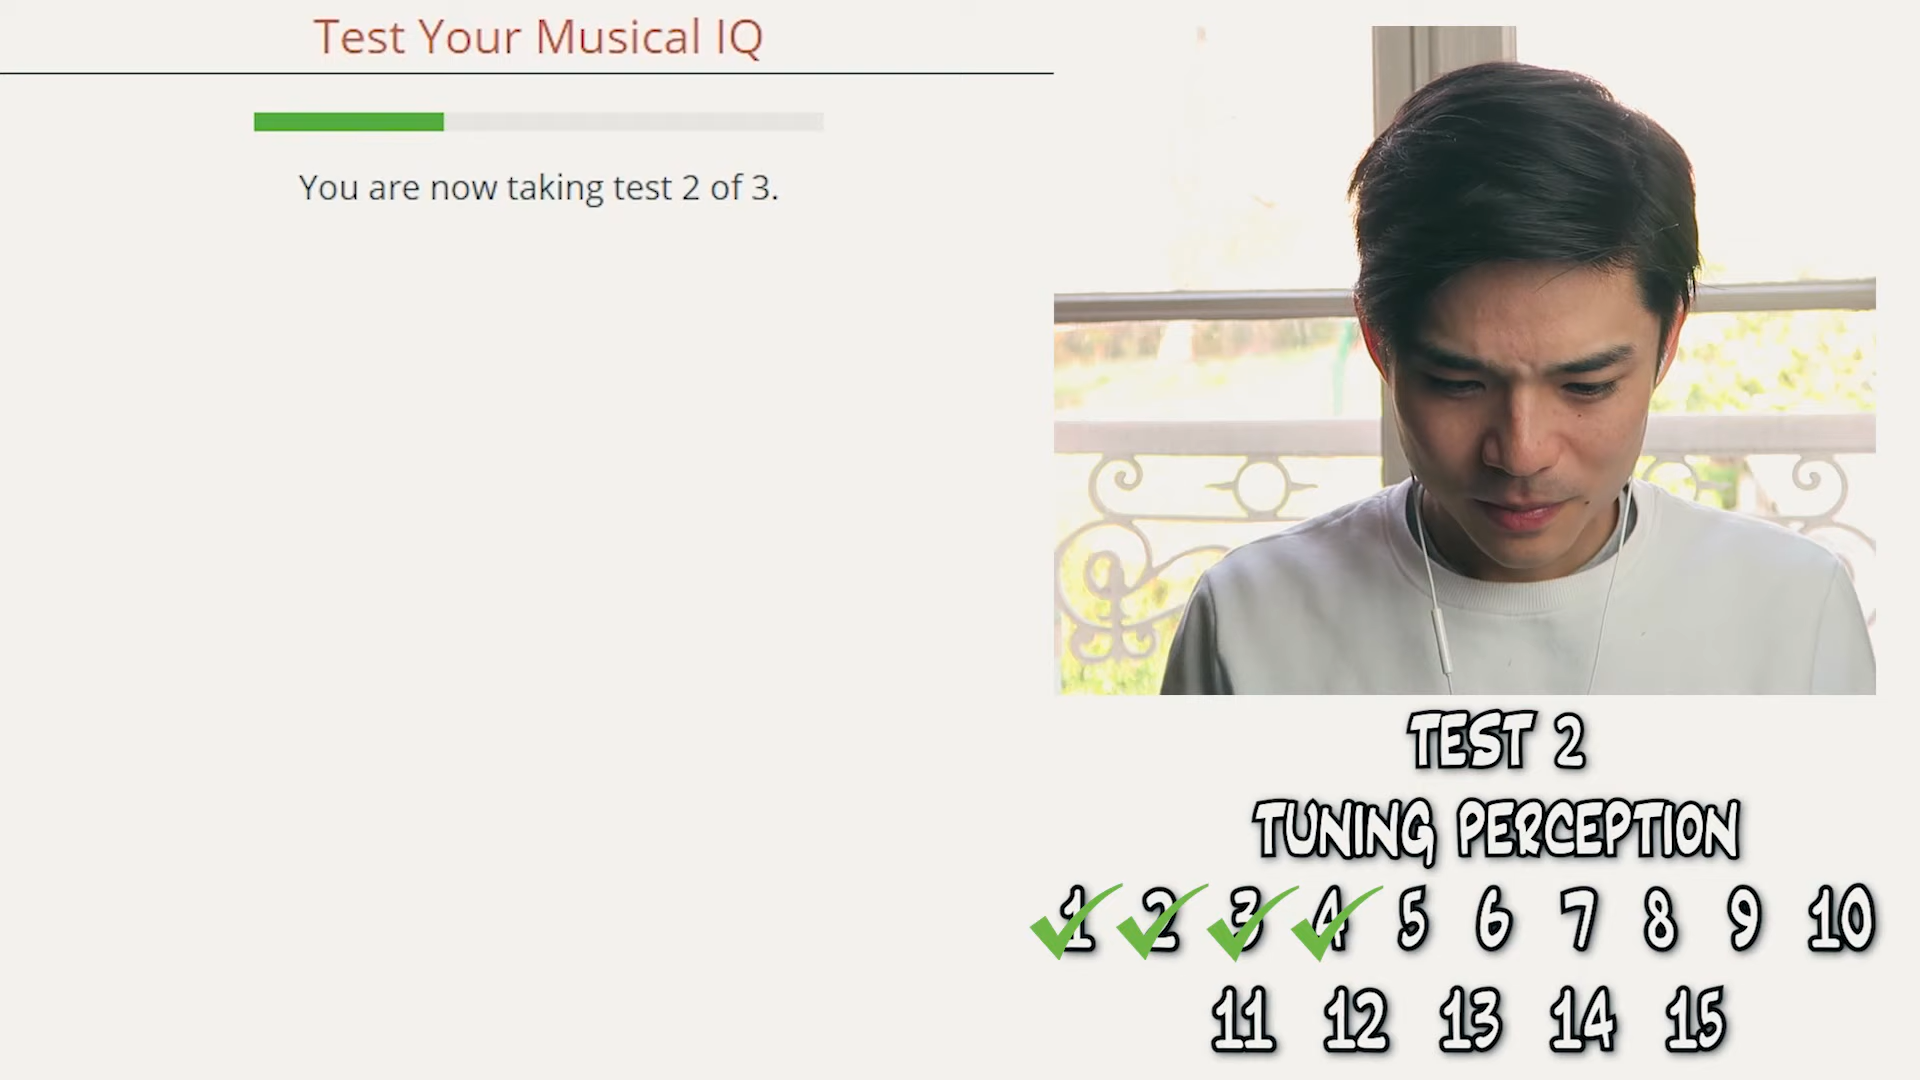 Test Your Musical IQ
You are now taking test 2 of 3.
TEST 2
TUNING PERCEPTION
1 2 3 4 5 6 7 8 9 10
11 12 13 14 15